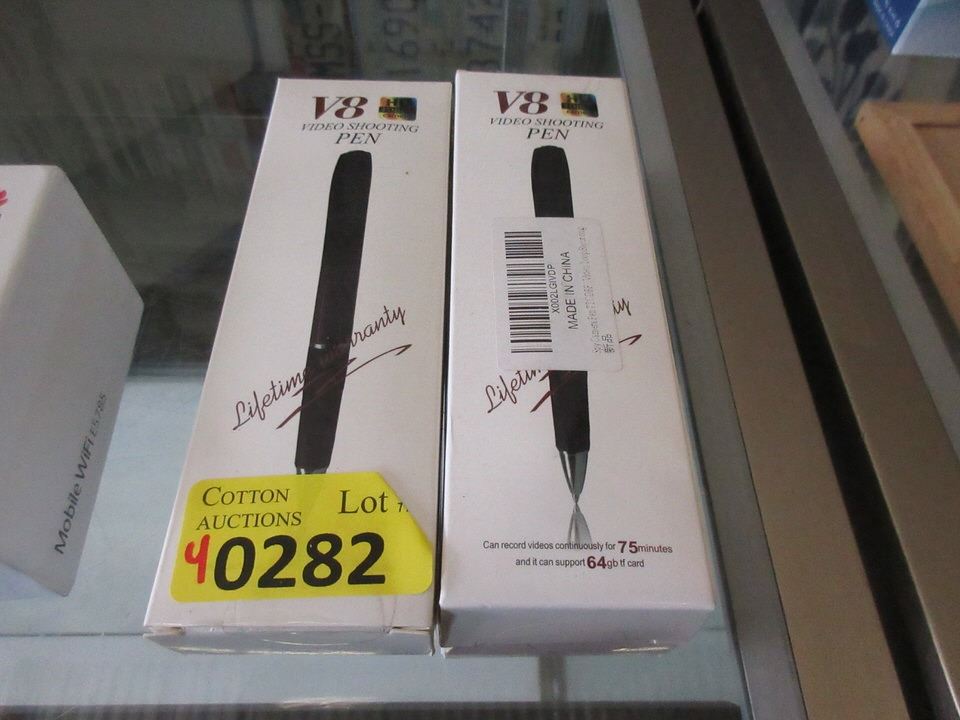 V8
VIDEO SHOOTING
PEN
Lifetime
COTTON
AUCTIONS
Lot
40282
V8
VIDEO SHOOTING
PEN
X002LGIVDP
MADE IN CHINA
Can record videos continuously for 75minutes
and it can support 64gb tf card
Mobile WiFi E5785